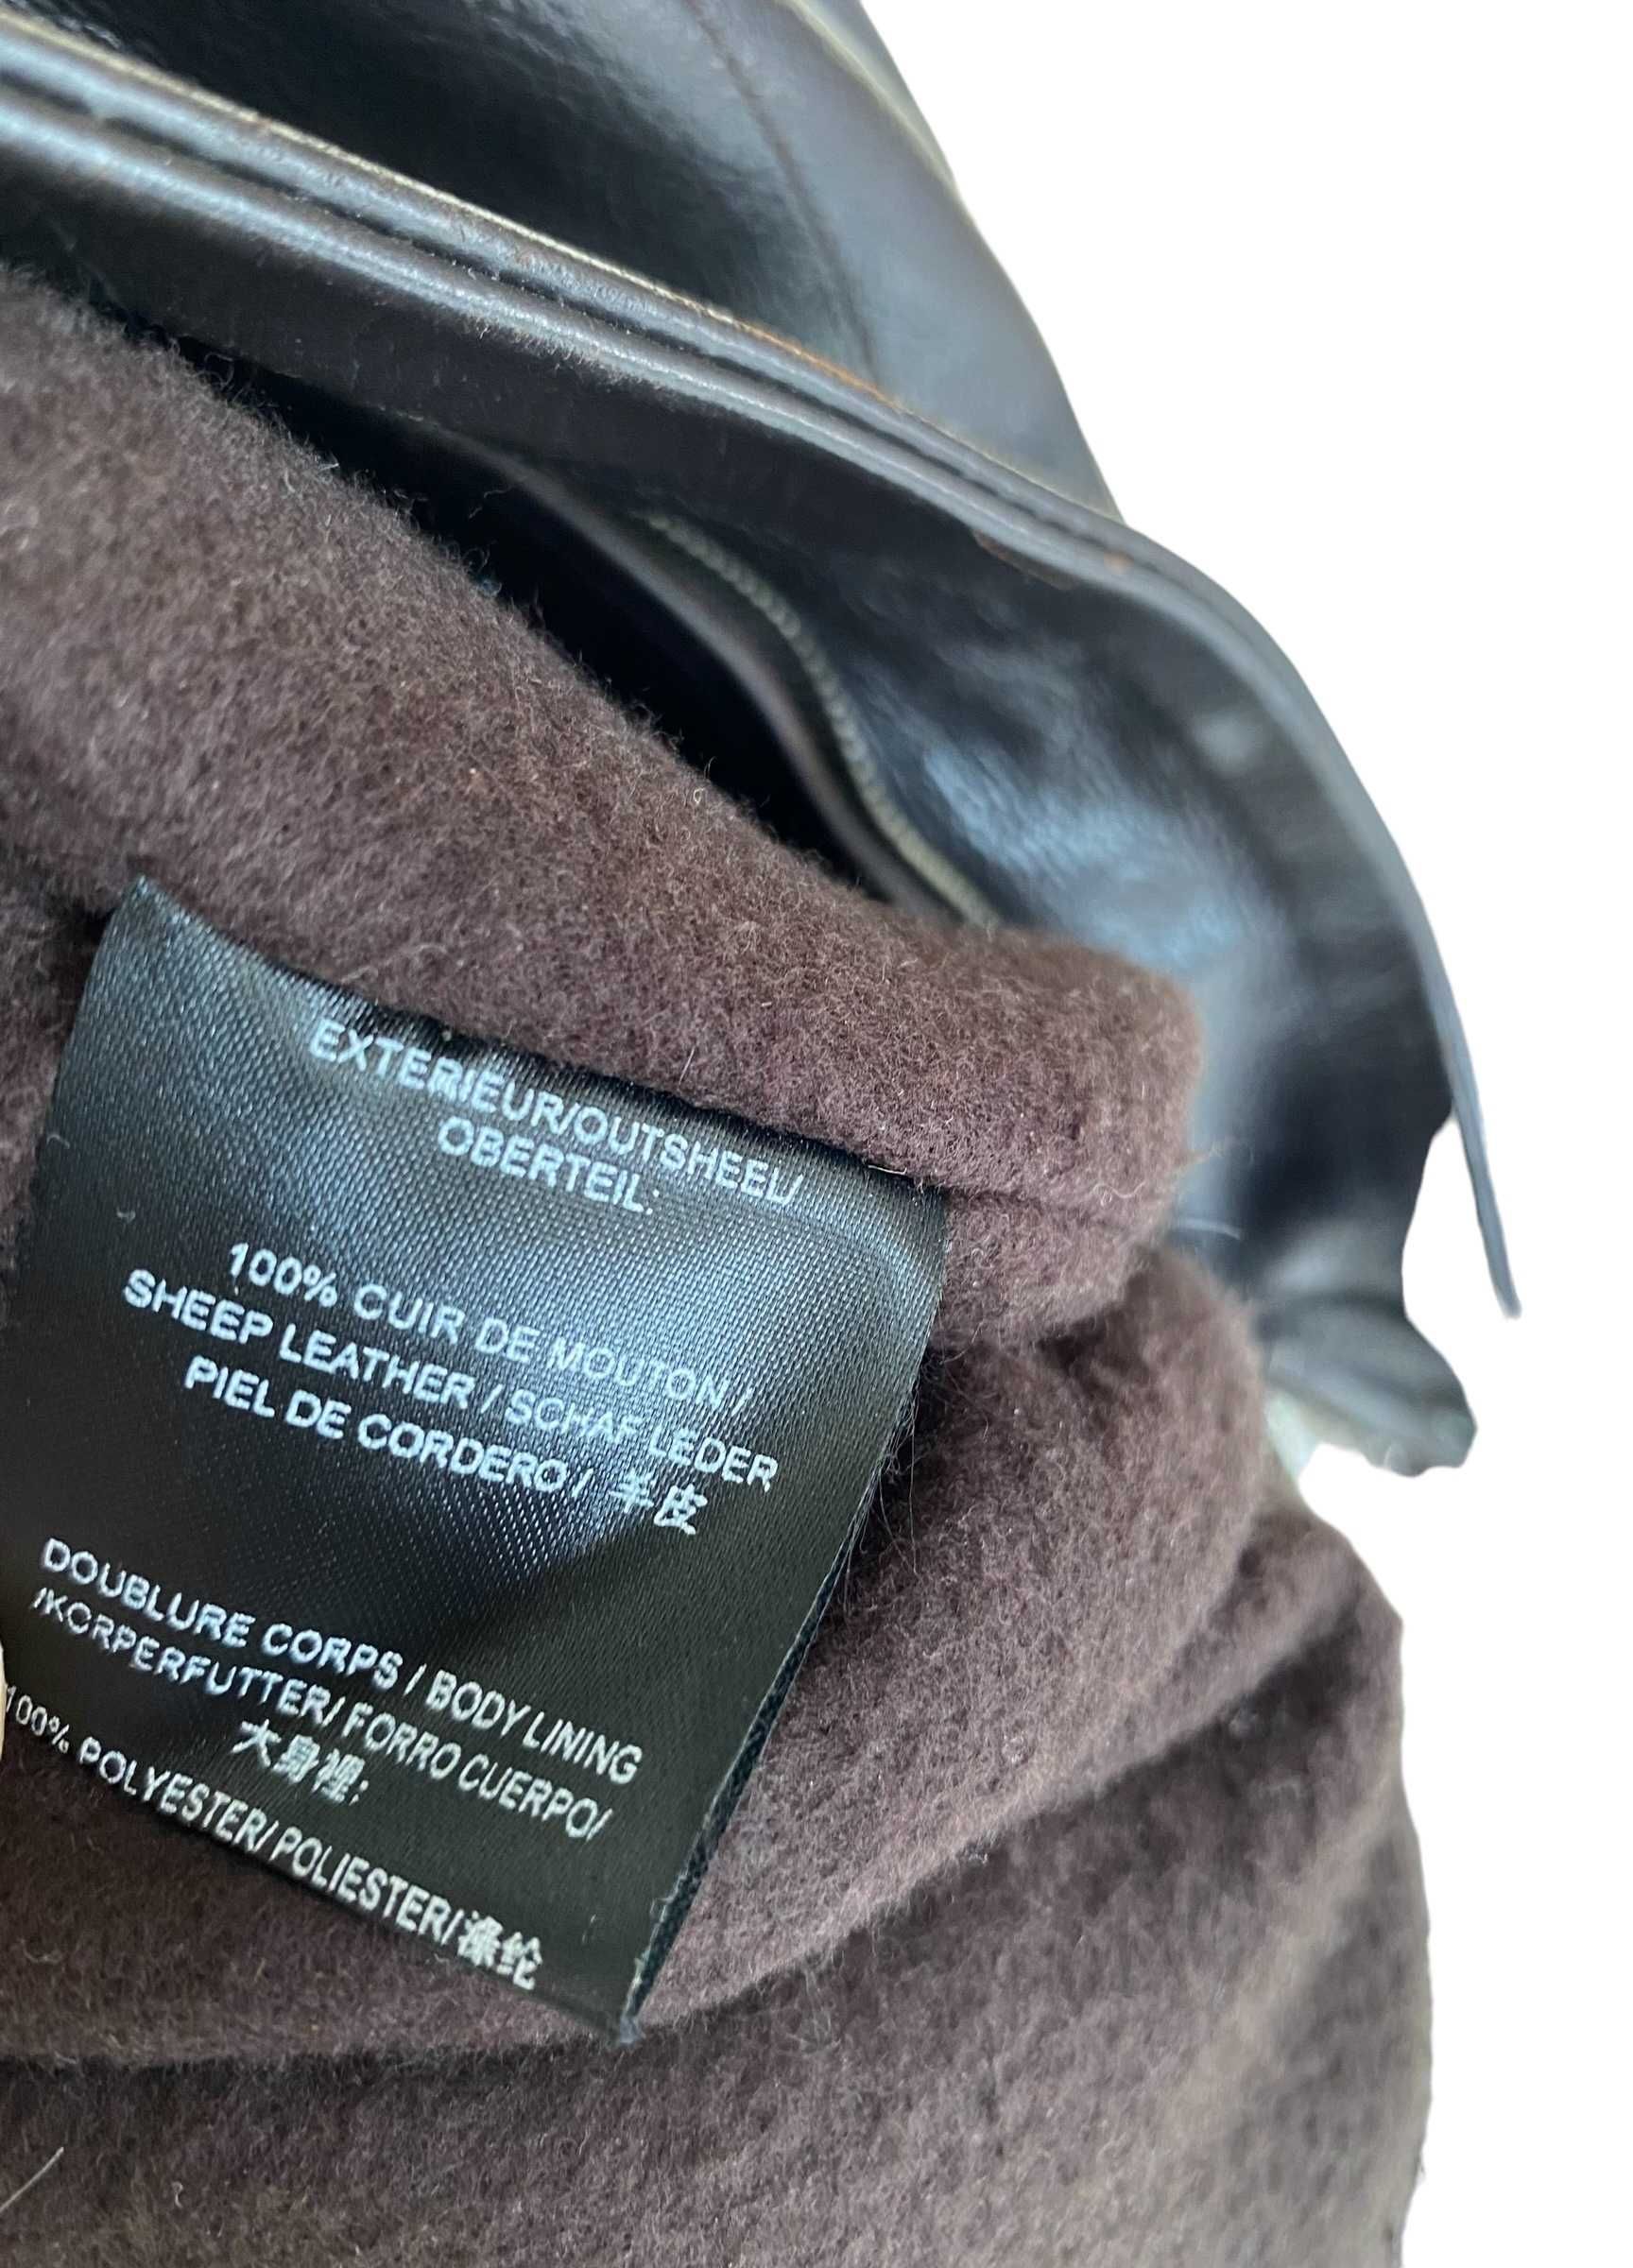 EXTERIEUR/OUTSHEEL/
OBERTEIL:
100% CUIR DE MOUTON /
SHEEP LEATHER / SCHAF LEDER
PIEL DE CORDERO / 羊皮
DOUBLURE CORPS / BODY LINING
/KORPERFUTTER/ FORRO CUERPO/
大身裡:
100% POLYESTER/ POLIESTER/ 滌纶